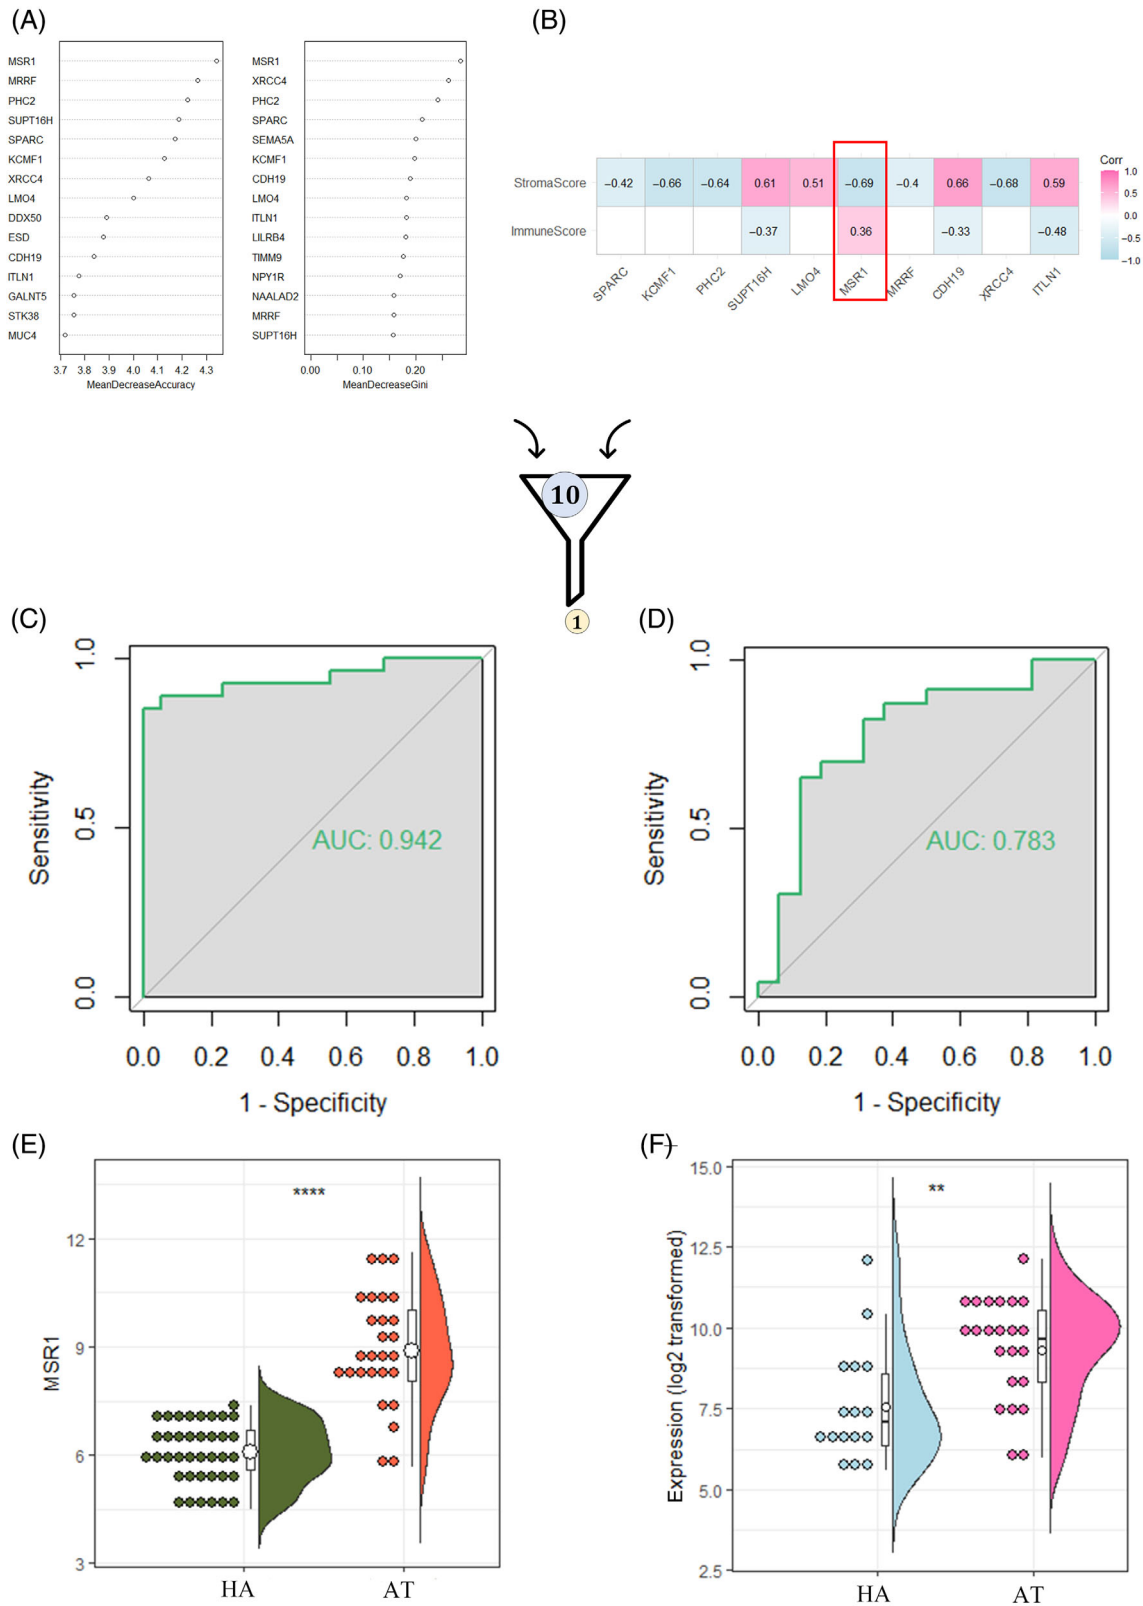 (A)
MSR1
MRRF
PHC2
SUPT16H
SPARC
KCMF1
XRCC4
LMO4
DDX50
ESD
CDH19
ITLN1
GALNT5
STK38
MUC4
3.7 3.8 3.9 4.0 4.1 4.2 4.3
MeanDecreaseAccuracy
MSR1
XRCC4
PHC2
SPARC
SEMA5A
KCMF1
CDH19
LMO4
ITLN1
LILRB4
TIMM9
NPY1R
NAALAD2
MRRF
SUPT16H
0.00 0.10 0.20
MeanDecreaseGini
(B)
StromaScore −0.42 −0.66 −0.64 0.61 0.51 −0.69 −0.4 0.66 −0.68 0.59
ImmuneScore −0.37 0.36 −0.33 −0.48
SPARC KCMF1 PHC2 SUPT16H LMO4 MSR1 MRRF CDH19 XRCC4 ITLN1
Corr
1.0
0.5
0.0
−0.5
−1.0
10
1
(C)
Sensitivity
1.0
0.5
0.0
AUC: 0.942
0.0 0.2 0.4 0.6 0.8 1.0
1 - Specificity
(D)
Sensitivity
1.0
0.5
0.0
AUC: 0.783
0.0 0.2 0.4 0.6 0.8 1.0
1 - Specificity
(E)
MSR1
12
9
6
3
****
HA AT
(F)
Expression (log2 transformed)
15.0
12.5
10.0
7.5
5.0
2.5
**
HA AT